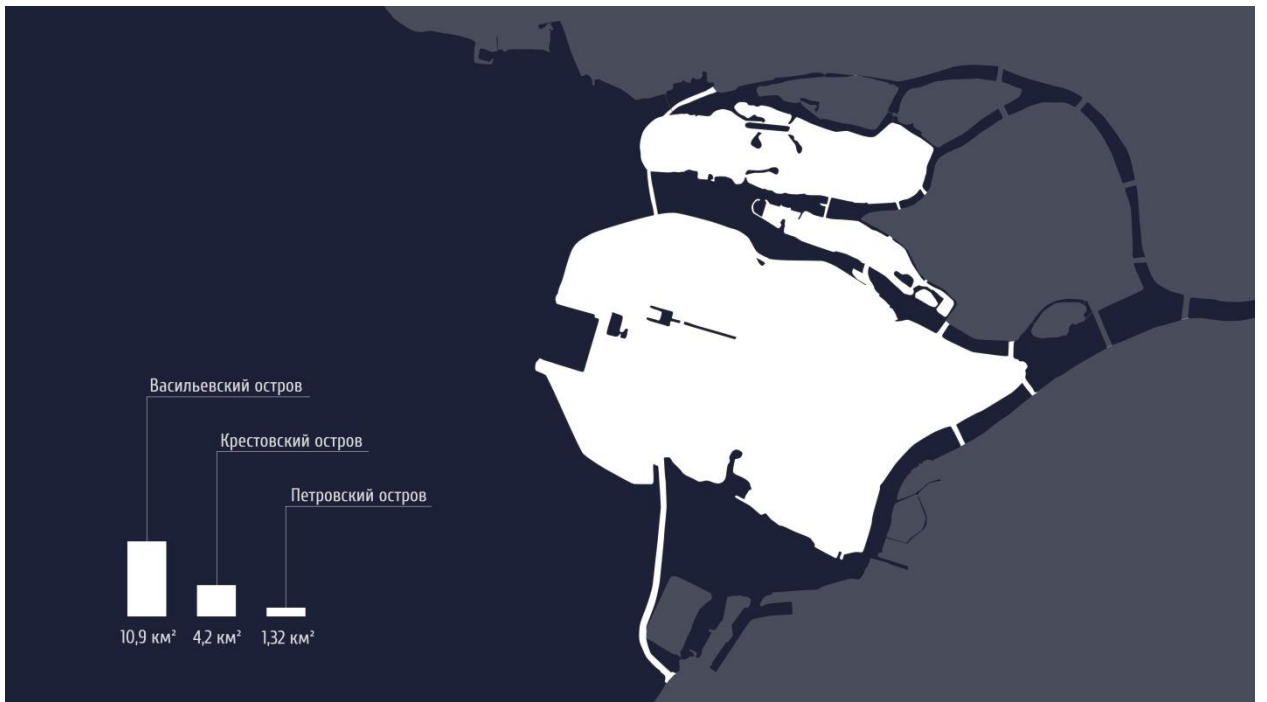 Васильевский остров
Крестовский остров
Петровский остров
10,9 км² 4,2 км² 1,32 км²